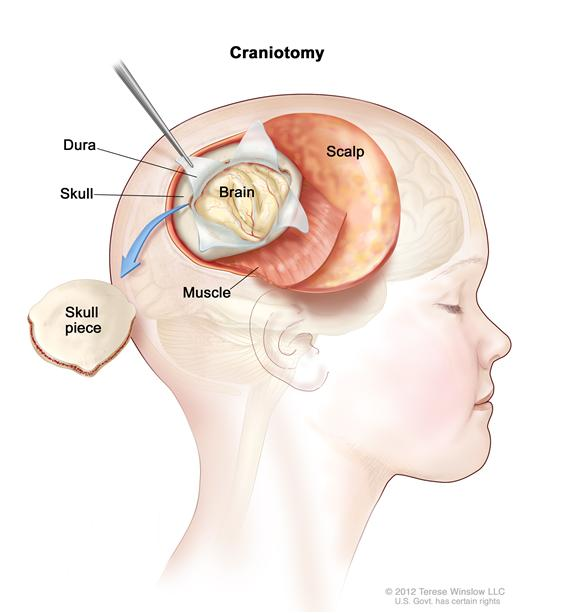 Craniotomy
Dura
Scalp
Skull
Brain
Muscle
Skull
piece
© 2012 Terese Winslow LLC
U.S. Govt. has certain rights